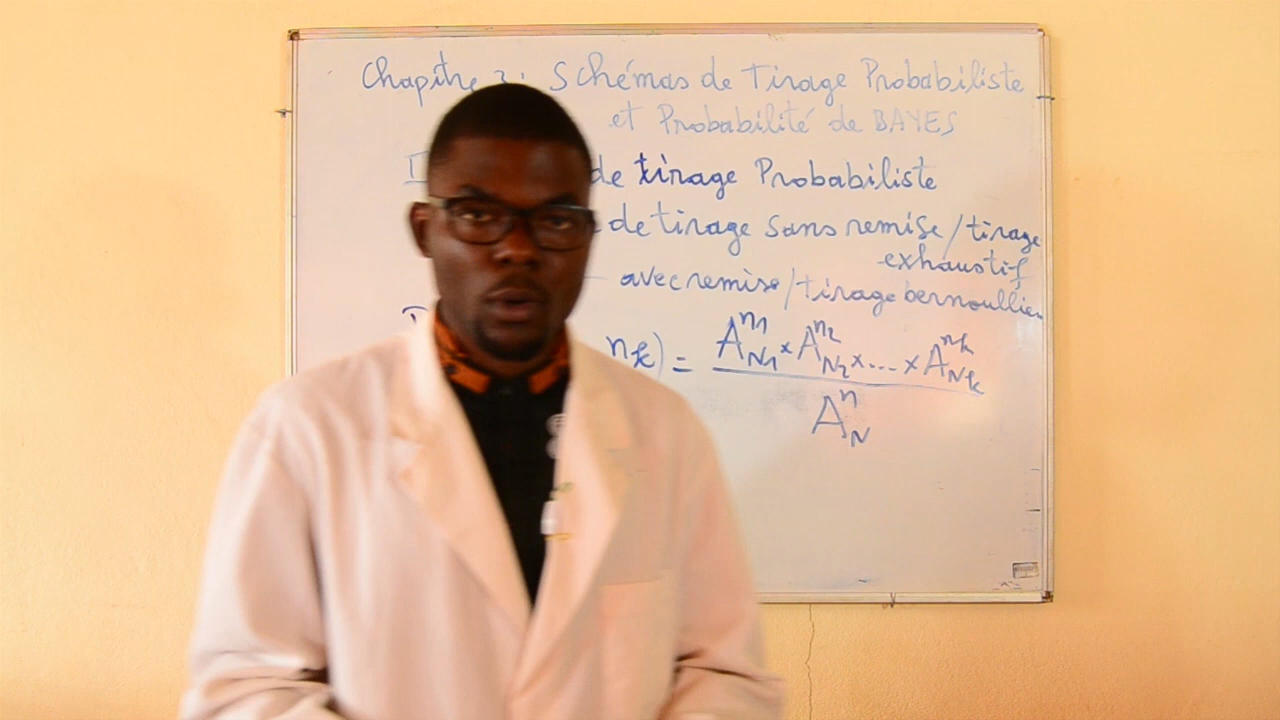 Chapitre 3: Schémas de Tirage Probabiliste
et Probabilité de BAYES
de tirage Probabiliste
de tirage sans remise / tirage
exhaustif
avec remise / tirage bernoullien
nk) = A^n1_N1 × A^n2_N2 × ... × A^nk_Nk
A^n_N